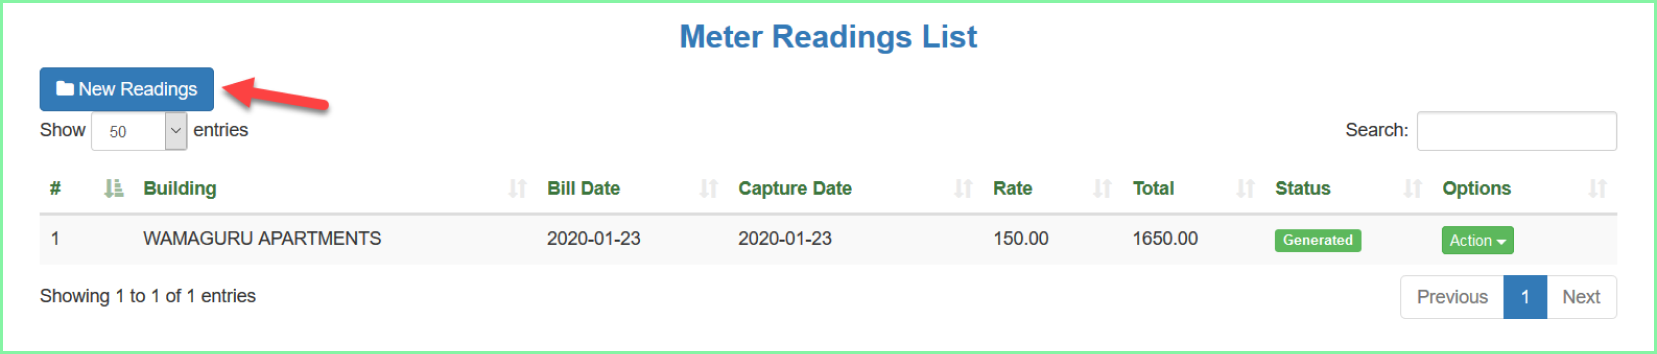 Meter Readings List
New Readings
Show 50 entries Search:
# Building Bill Date Capture Date Rate Total Status Options
1 WAMAGURU APARTMENTS 2020-01-23 2020-01-23 150.00 1650.00 Generated Action
Showing 1 to 1 of 1 entries Previous 1 Next